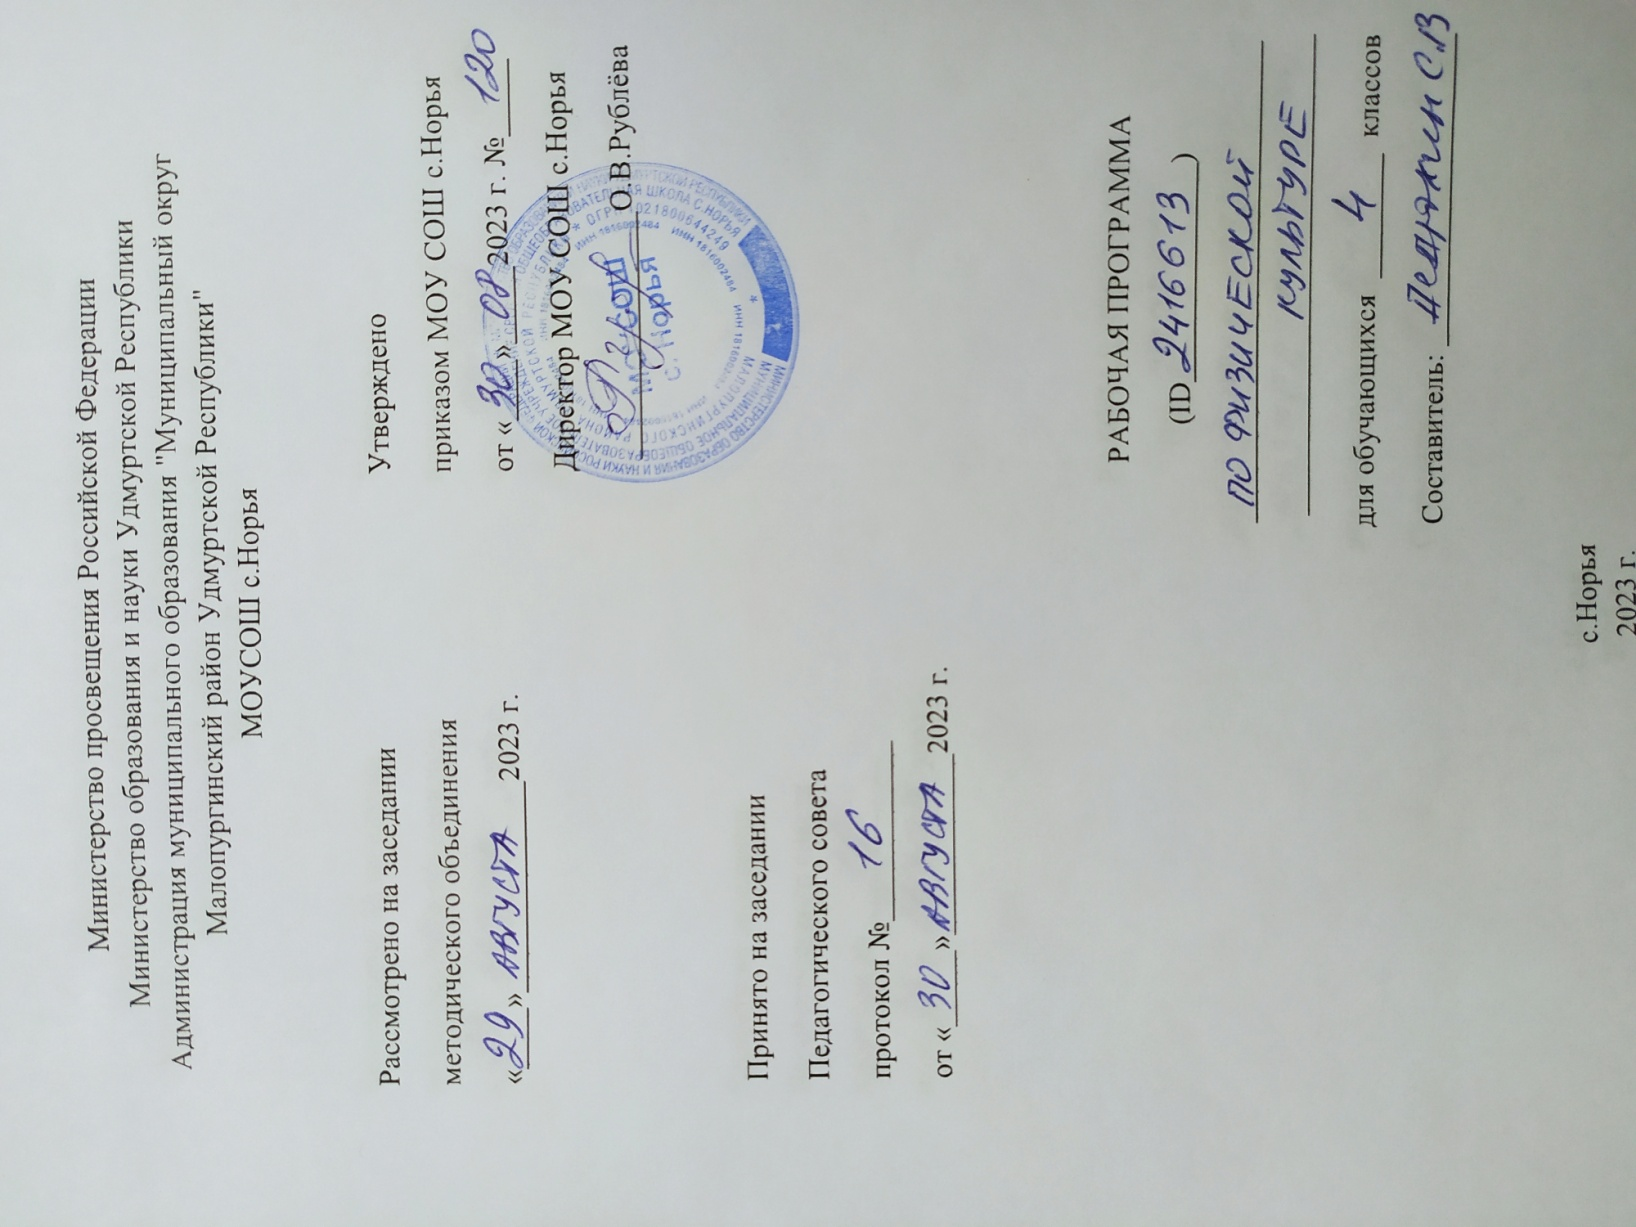 Министерство просвещения Российской Федерации
Министерство образования и науки Удмуртской Республики
Администрация муниципального образования "Муниципальный округ
Малопургинский район Удмуртской Республики"
МОУСОШ с.Норья
Рассмотрено на заседании
методического объединения
«29» АВГУСТА 2023 г.
Утверждено
приказом МОУ СОШ с.Норья
от «30» 08 2023 г. № 120
Директор МОУ СОШ с.Норья
О.В.Рублёва
МОУ СОШ
с. Норья
Принято на заседании
Педагогического совета
протокол № 16
от «30» АВГУСТА 2023 г.
РАБОЧАЯ ПРОГРАММА
(ID 2416613)
ПО ФИЗИЧЕСКОЙ
КУЛЬТУРЕ
для обучающихся 4 классов
Составитель: С.В
с.Норья
2023 г.